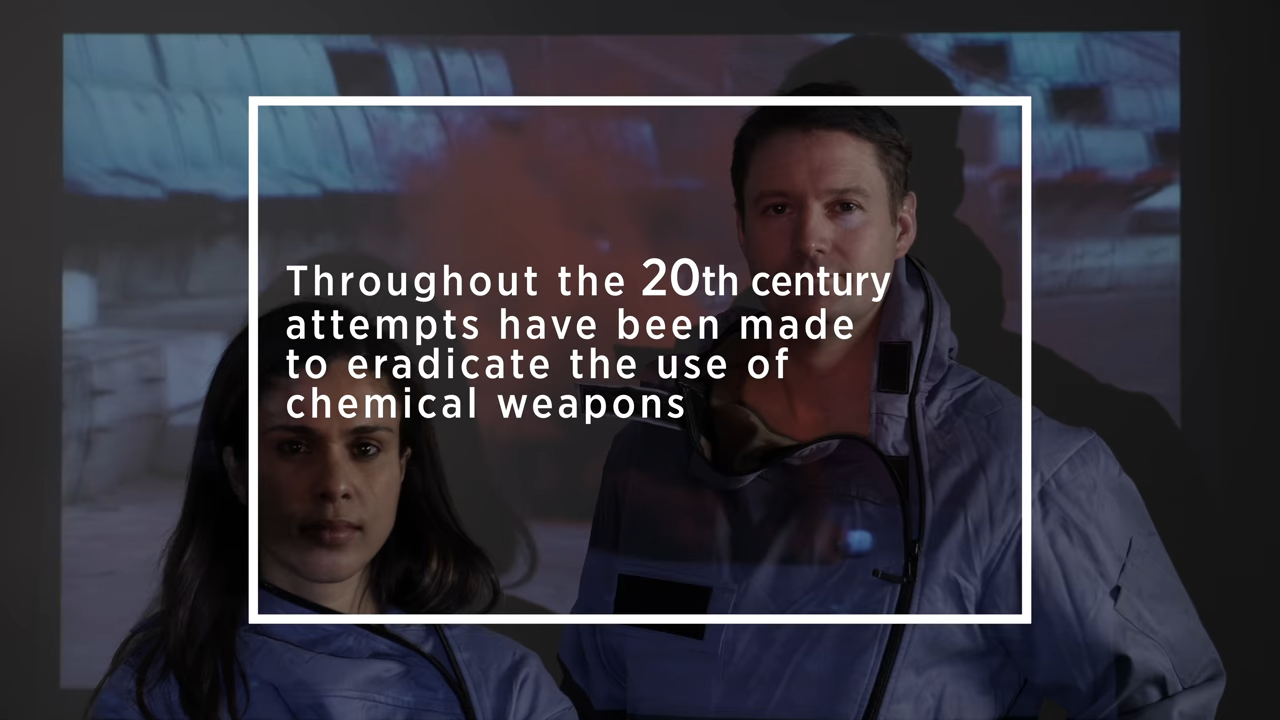 Throughout the 20th century
attempts have been made
to eradicate the use of
chemical weapons